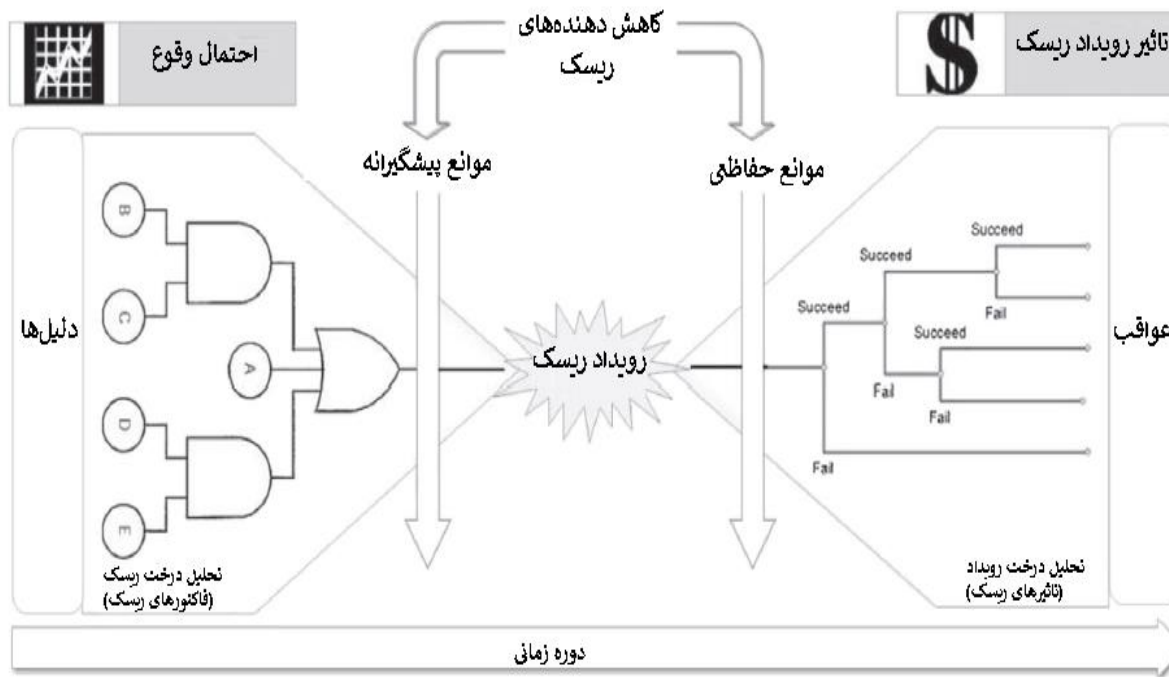 کاهش دهنده‌های
ریسک
تاثیر رویداد ریسک
$
احتمال وقوع
موانع حفاظتی
موانع پیشگیرانه
عواقب
رویداد ریسک
دلیل‌ها
B
C
A
D
E
Succeed
Succeed
Fail
Succeed
Succeed
Fail
Fail
Fail
تحلیل درخت رویداد
(تاثیرهای ریسک)
تحلیل درخت ریسک
(فاکتورهای ریسک)
دوره زمانی